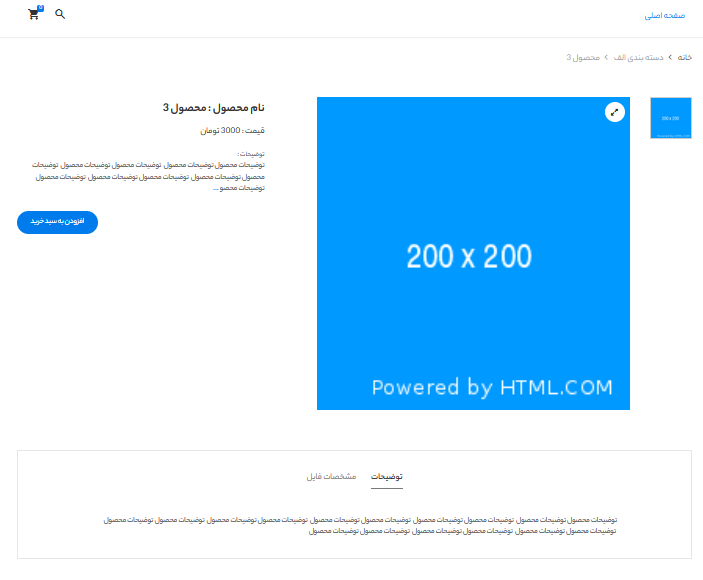 صفحه اصلی
0
خانه > دسته بندی الف > محصول 3
200 x 200
نام محصول : محصول 3
قیمت : 3000 تومان
توضیحات :
توضیحات محصول توضیحات محصول توضیحات محصول توضیحات محصول توضیحات
محصول توضیحات محصول توضیحات محصول توضیحات محصول توضیحات محصول
توضیحات محصو ...
افزودن به سبد خرید
200 x 200
Powered by HTML.COM
توضیحات مشخصات فایل
توضیحات محصول توضیحات محصول توضیحات محصول توضیحات محصول توضیحات محصول توضیحات محصول توضیحات محصول توضیحات محصول توضیحات محصول توضیحات محصول
توضیحات محصول توضیحات محصول توضیحات محصول توضیحات محصول توضیحات محصول توضیحات محصول